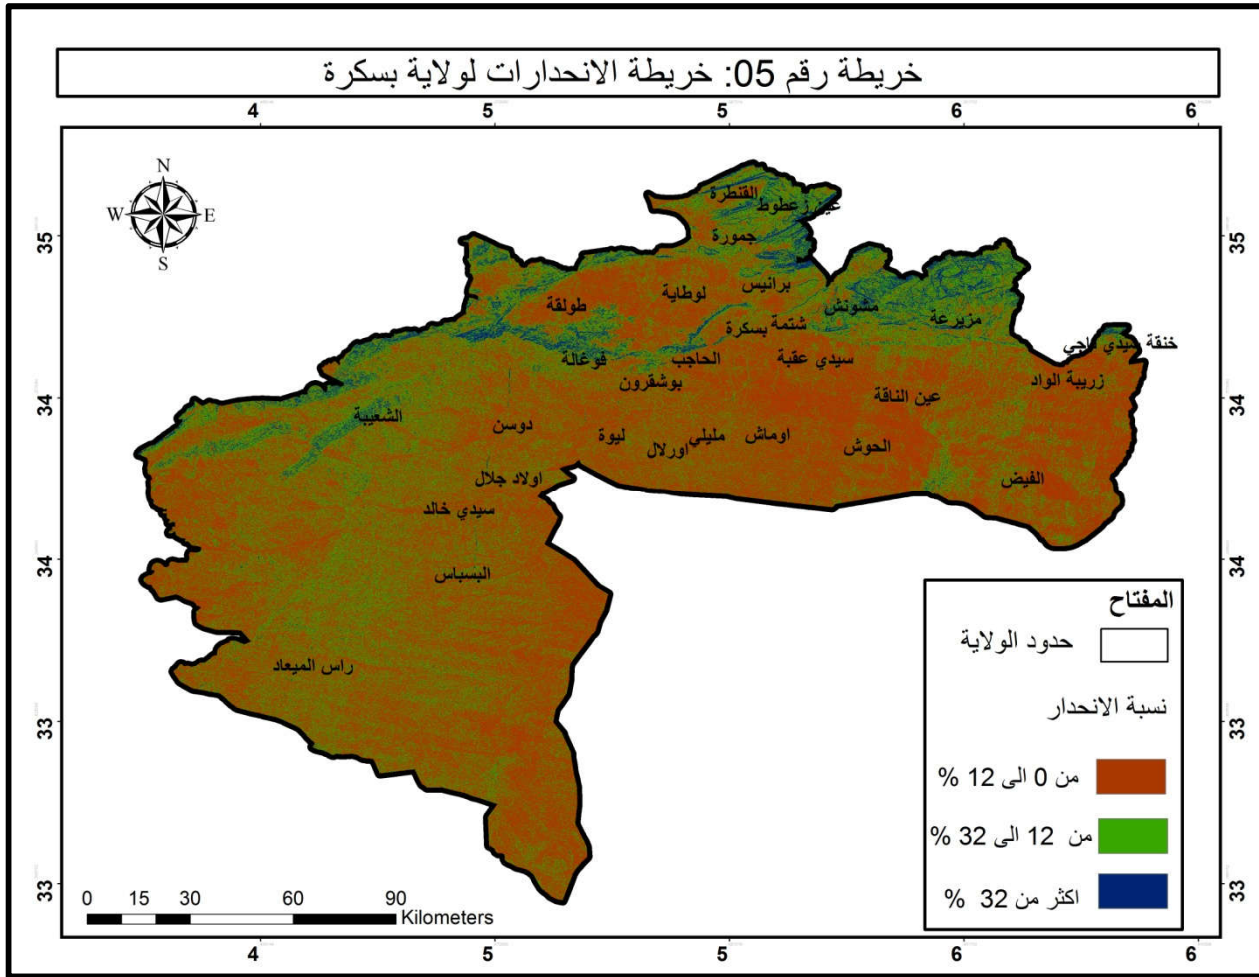 خريطة رقم 05: خريطة الانحدارات لولاية بسكرة
4 5 5 6 6
N
W E
S
35 35
34 34
34 34
33 33
33 33
القنطرة
جمورة
برانيس
لوطاية
طولقة
مشونش
مزيرعة
شتمة
بسكرة
خنقة سيدي ناجي
سيدي عقبة
الحاجب
فوغالة
زريبة الواد
بوشقرون
عين الناقة
الشعيبة
دوسن
ليوة
مليلي
اوماش
اورلال
الحوش
الفيض
اولاد جلال
سيدي خالد
البسباس
راس الميعاد
المفتاح
حدود الولاية
نسبة الانحدار
من 0 الى 12 %
من 12 الى 32 %
اكثر من 32 %
0 15 30 60 90
Kilometers
4 5 5 6 6